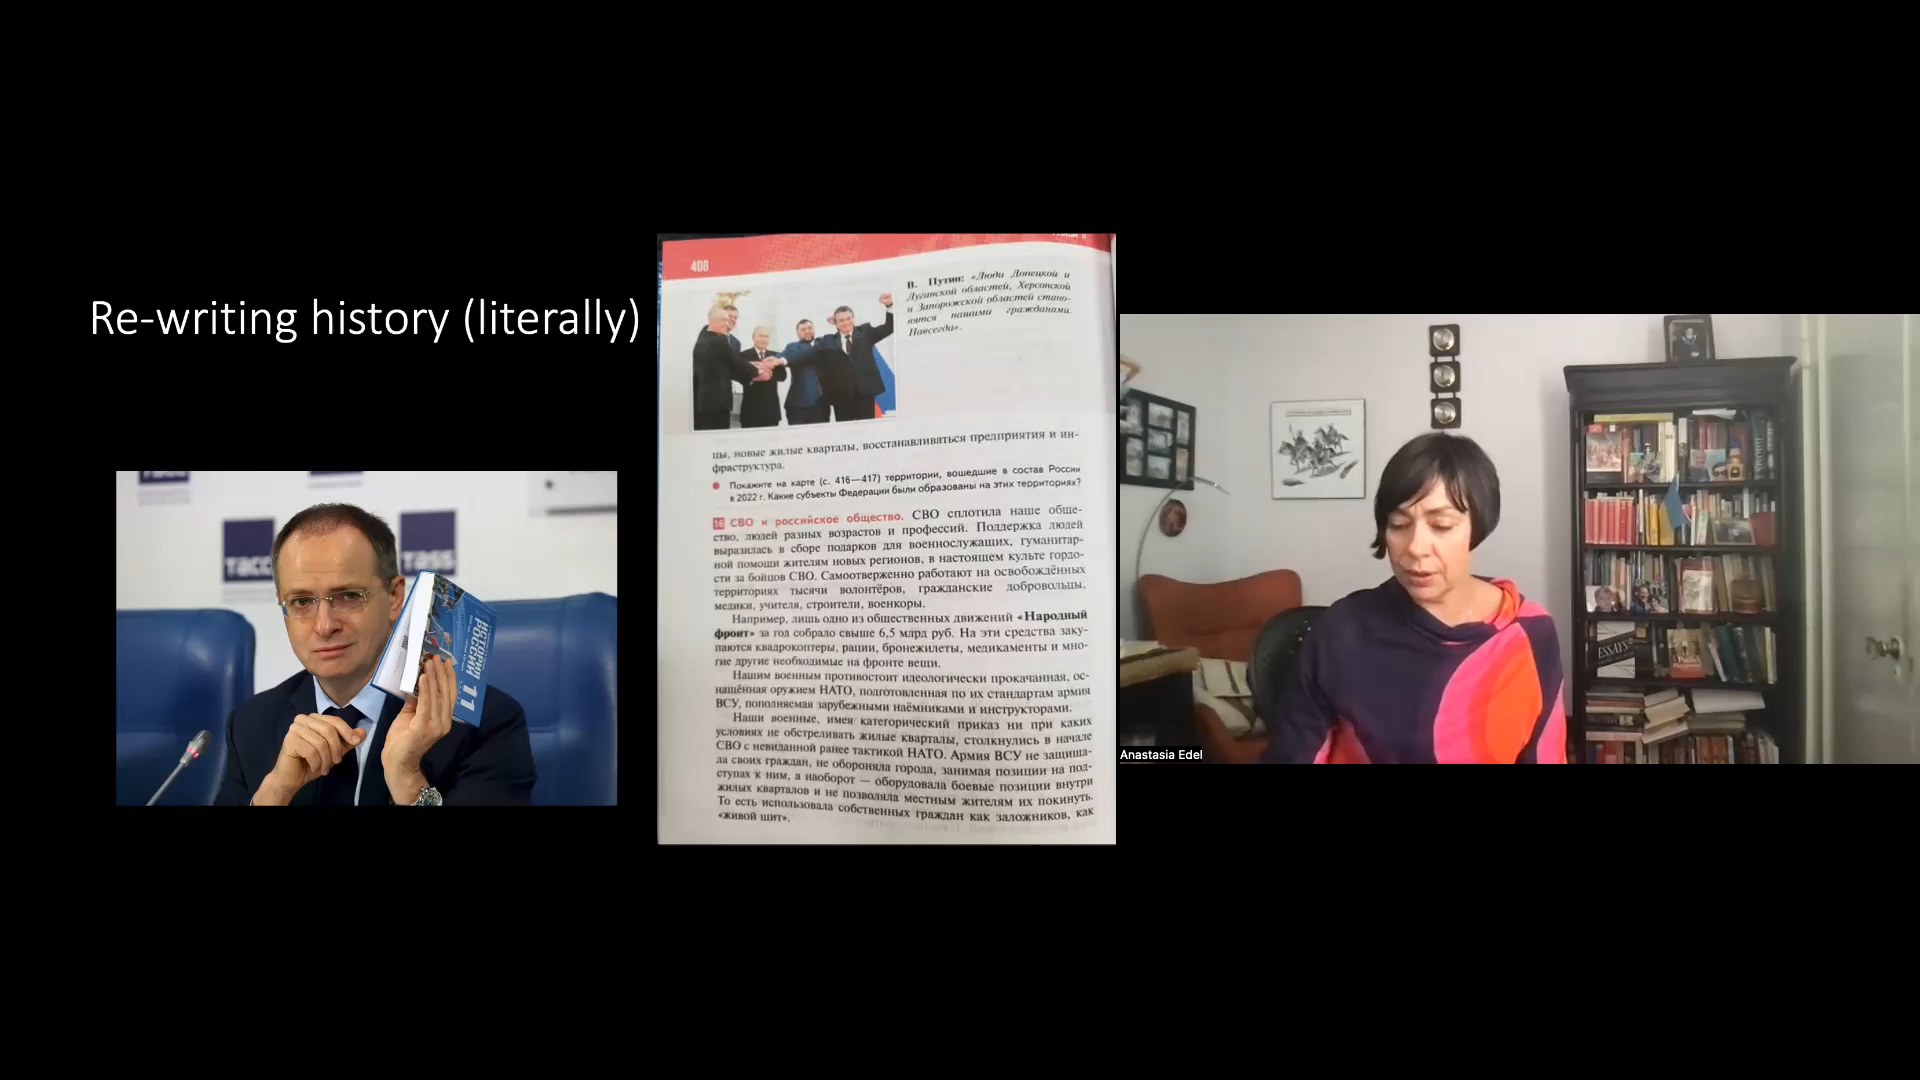 Re-writing history (literally)
ТАСС
ТАСС
ИСТОРИЯ
РОССИИ
11
408
В. Путин: «Люди Донецкой и
Луганской областей, Херсонской
и Запорожской областей стано-
вятся нашими гражданами.
Навсегда».
цы, новые жилые кварталы, восстанавливаться предприятия и ин-
фраструктура.
Покажите на карте (с. 416—417) территории, вошедшие в состав России
в 2022 г. Какие субъекты Федерации были образованы на этих территориях?
16 СВО и российское общество. СВО сплотила наше обще-
ство, людей разных возрастов и профессий. Поддержка людей
выразилась в сборе подарков для военнослужащих, гуманитар-
ной помощи жителям новых регионов, в настоящем культе гордо-
сти за бойцов СВО. Самоотверженно работают на освобождённых
территориях тысячи волонтёров, гражданские добровольцы,
медики, учителя, строители, военкоры.
Например, лишь одно из общественных движений «Народный
фронт» за год собрало свыше 6,5 млрд руб. На эти средства заку-
паются квадрокоптеры, рации, бронежилеты, медикаменты и мно-
гие другие необходимые на фронте вещи.
Нашим военным противостоит идеологически прокачанная, ос-
нащённая оружием НАТО, подготовленная по их стандартам армия
ВСУ, пополняемая зарубежными наёмниками и инструкторами.
Наши военные, имея категорический приказ ни при каких
условиях не обстреливать жилые кварталы, столкнулись в начале
СВО с невиданной ранее тактикой НАТО. Армия ВСУ не защища-
ла своих граждан, не обороняла города, занимая позиции на под-
ступах к ним, а наоборот — оборудовала боевые позиции внутри
жилых кварталов и не позволяла местным жителям их покинуть.
То есть использовала собственных граждан как заложников, как
«живой щит».
ESSAYS
Anastasia Edel